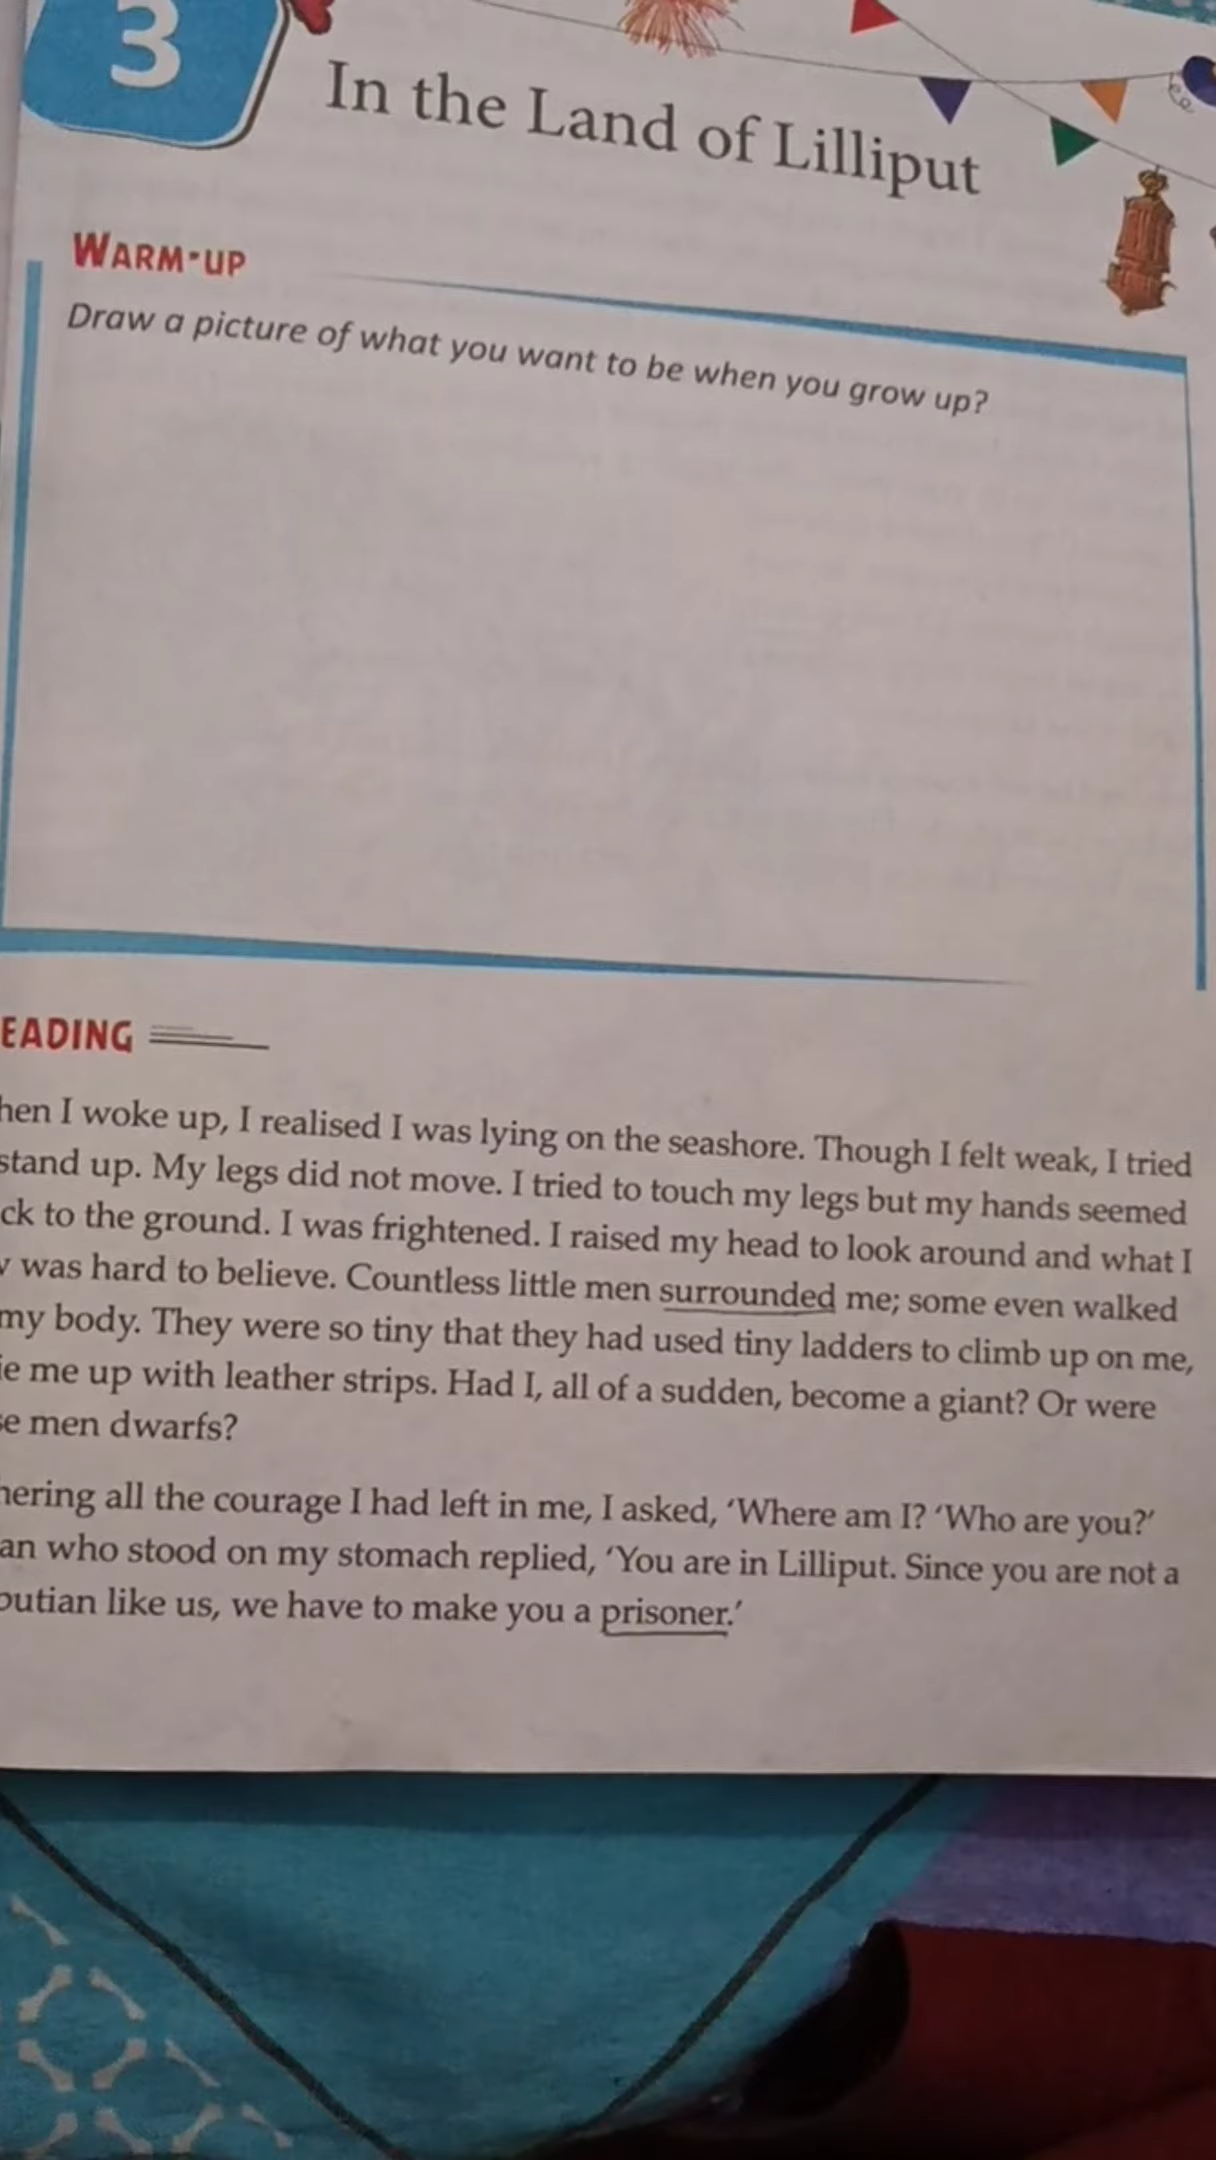 3
In the Land of Lilliput
WARM-UP
Draw a picture of what you want to be when you grow up?
EADING
hen I woke up, I realised I was lying on the seashore. Though I felt weak, I tried
stand up. My legs did not move. I tried to touch my legs but my hands seemed
ck to the ground. I was frightened. I raised my head to look around and what I
was hard to believe. Countless little men surrounded me; some even walked
my body. They were so tiny that they had used tiny ladders to climb up on me,
ie me up with leather strips. Had I, all of a sudden, become a giant? Or were
se men dwarfs?
hering all the courage I had left in me, I asked, ‘Where am I? ‘Who are you?’
an who stood on my stomach replied, ‘You are in Lilliput. Since you are not a
putian like us, we have to make you a prisoner.’